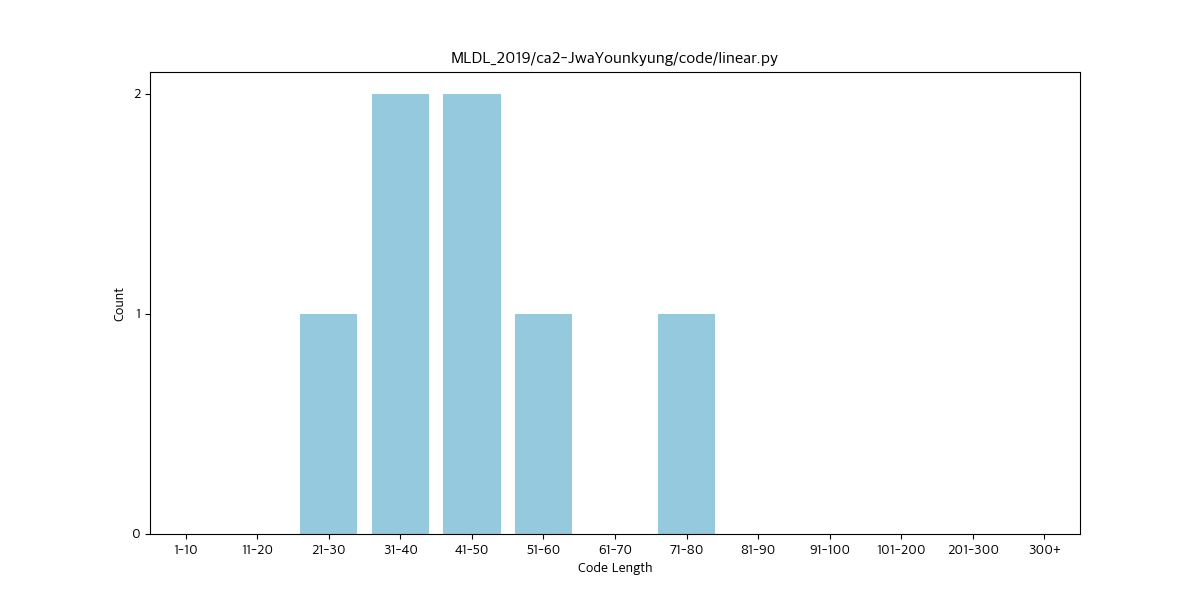 MLDL_2019/ca2-JwaYounkyung/code/linear.py
2
1
0
Count
1-10 11-20 21-30 31-40 41-50 51-60 61-70 71-80 81-90 91-100 101-200 201-300 300+
Code Length